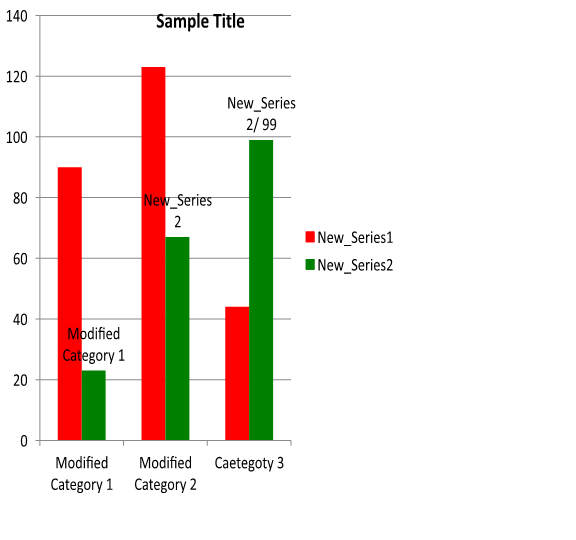 Sample Title
140
120
100
80
60
40
20
0
New_Series
2/ 99
New_Series
2
Modified
Category 1
New_Series1
New_Series2
Modified
Category 1
Modified
Category 2
Caetegoty 3